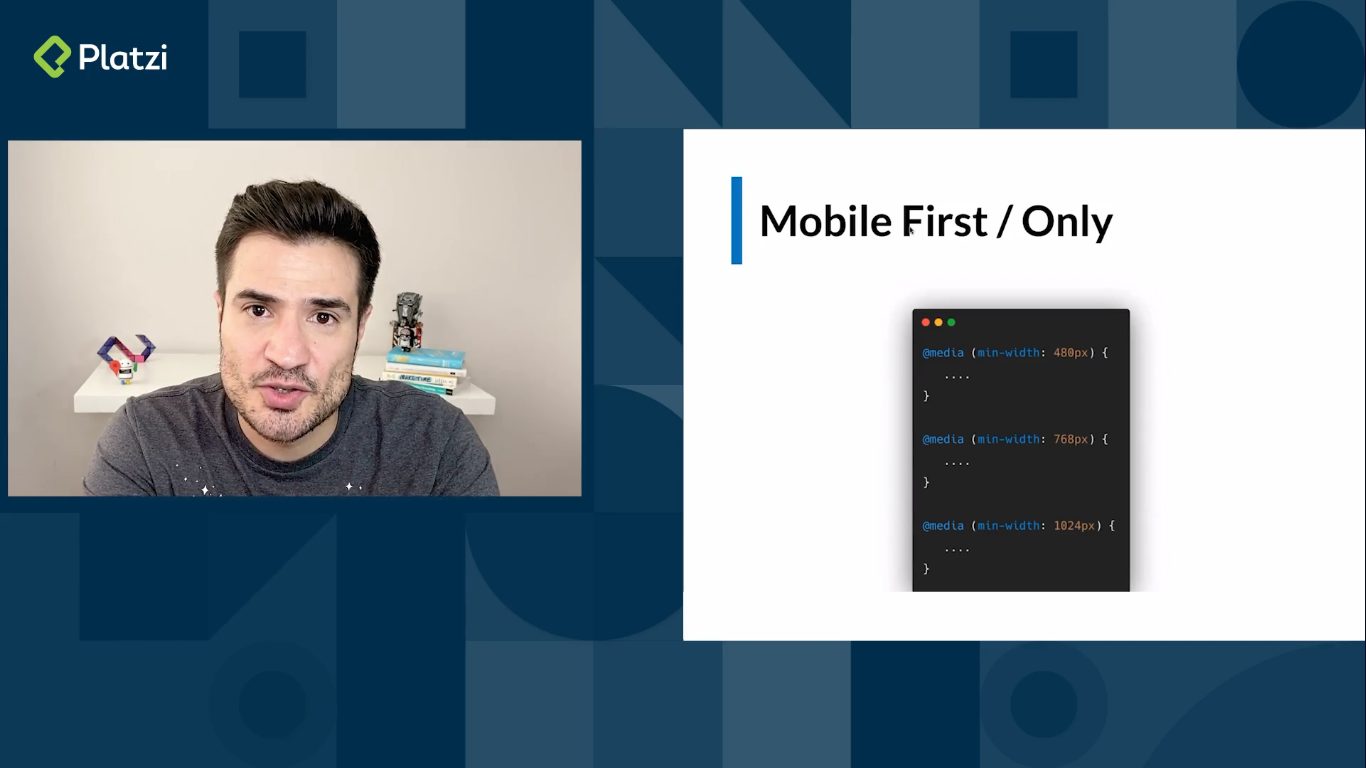 Platzi
Mobile First / Only
@media (min-width: 480px) {
....
}
@media (min-width: 768px) {
....
}
@media (min-width: 1024px) {
....
}